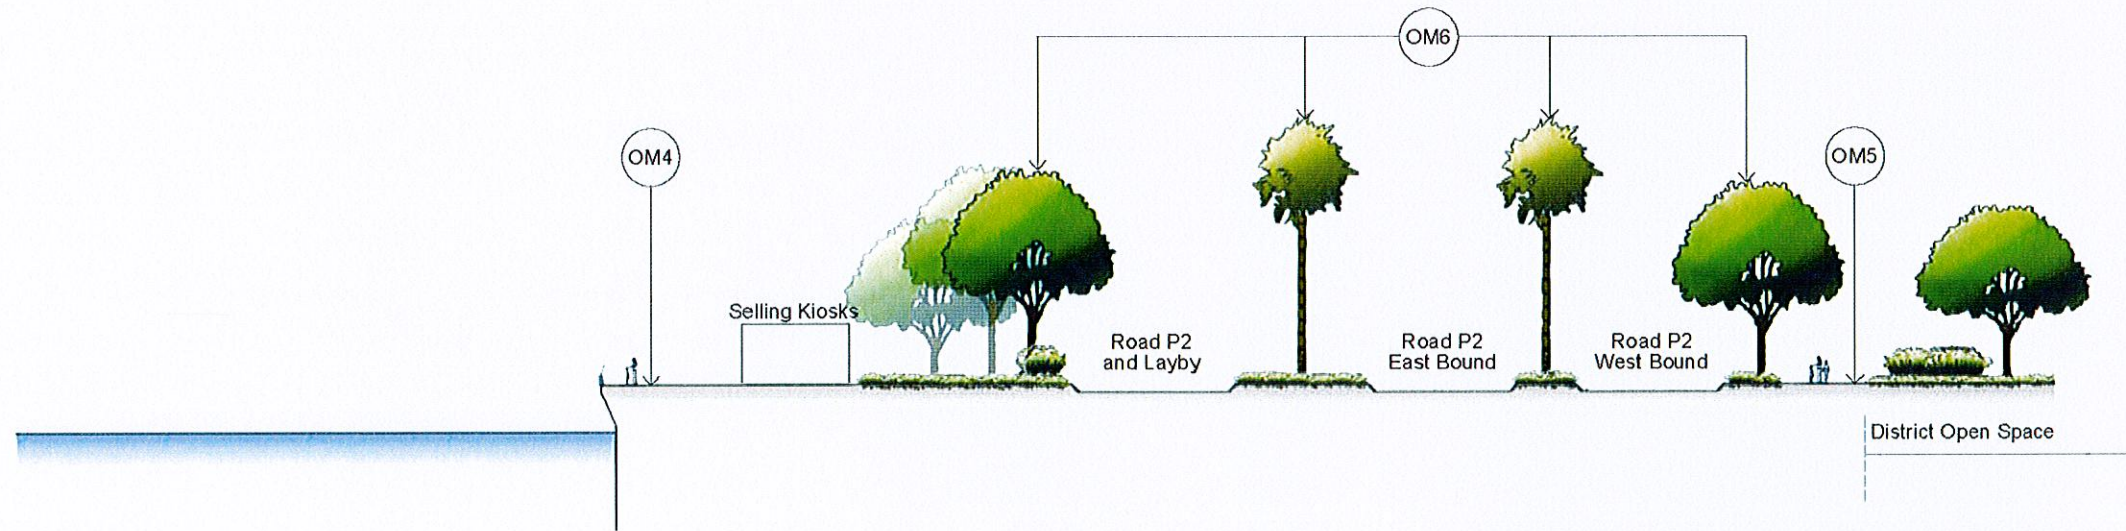 OM6
OM4
OM5
Selling Kiosks
Road P2
and Layby
Road P2
East Bound
Road P2
West Bound
District Open Space